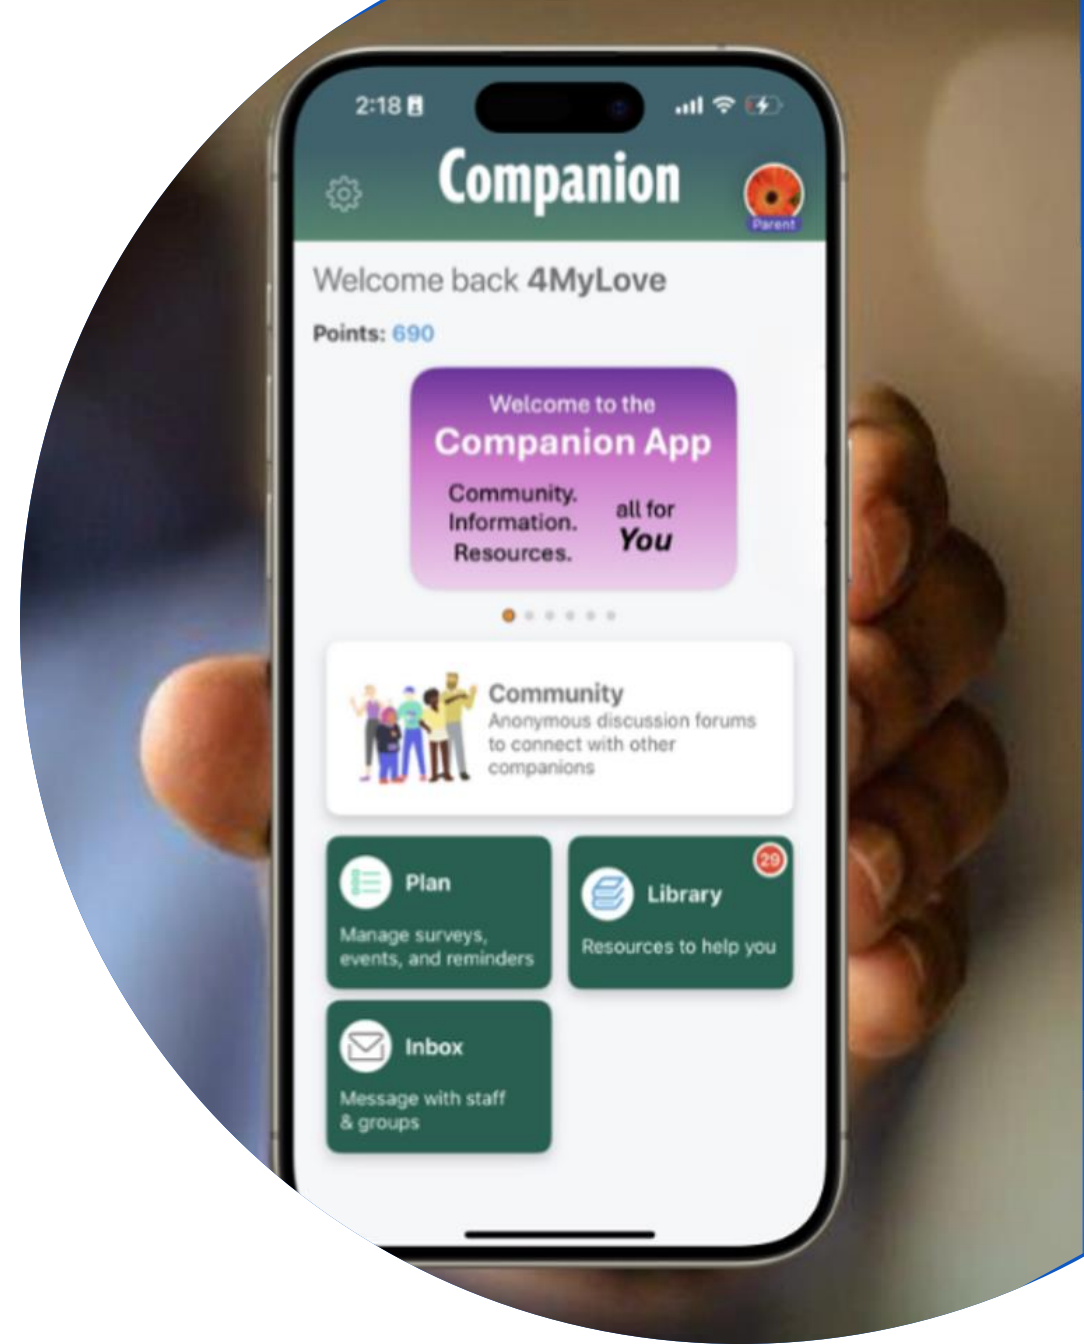 2:18
Companion
Parent
Welcome back 4MyLove
Points: 690
Welcome to the
Companion App
Community.
Information.
Resources.
all for
You
Community
Anonymous discussion forums
to connect with other
companions
Plan
Manage surveys,
events, and reminders
29
Library
Resources to help you
Inbox
Message with staff
& groups